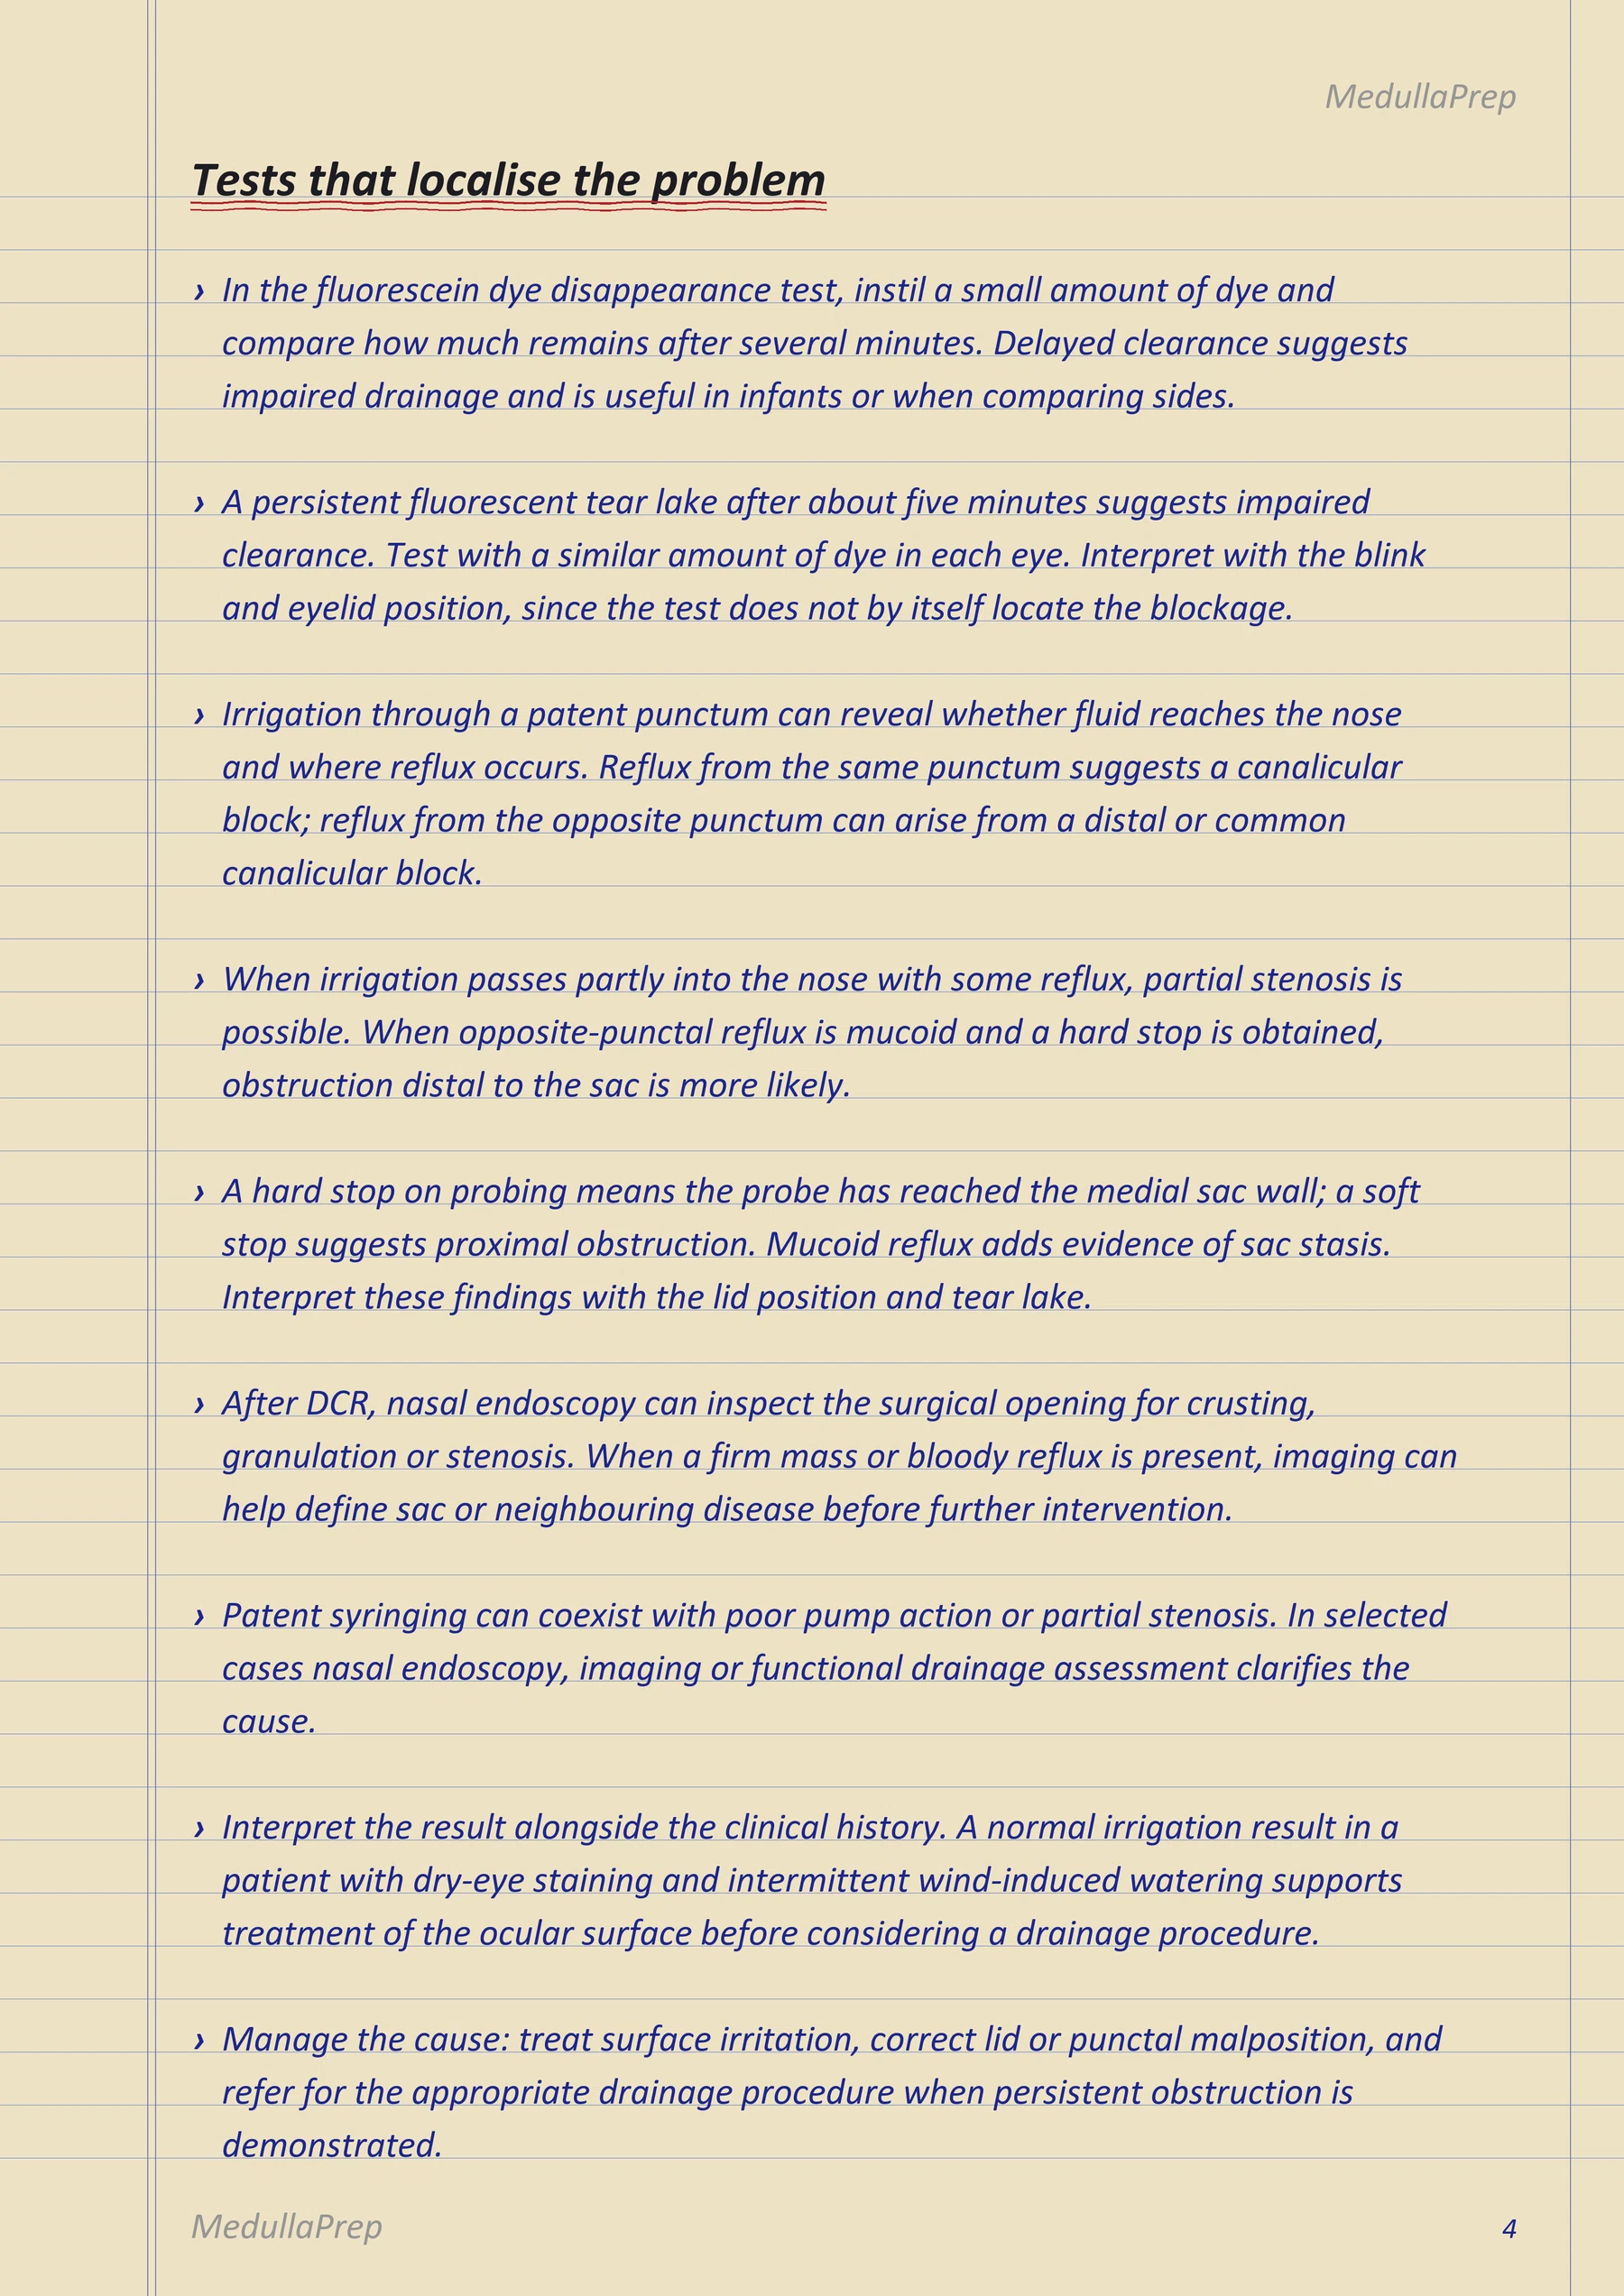 MedullaPrep
Tests that localise the problem
› In the fluorescein dye disappearance test, instil a small amount of dye and
compare how much remains after several minutes. Delayed clearance suggests
impaired drainage and is useful in infants or when comparing sides.
› A persistent fluorescent tear lake after about five minutes suggests impaired
clearance. Test with a similar amount of dye in each eye. Interpret with the blink
and eyelid position, since the test does not by itself locate the blockage.
› Irrigation through a patent punctum can reveal whether fluid reaches the nose
and where reflux occurs. Reflux from the same punctum suggests a canalicular
block; reflux from the opposite punctum can arise from a distal or common
canalicular block.
› When irrigation passes partly into the nose with some reflux, partial stenosis is
possible. When opposite-punctal reflux is mucoid and a hard stop is obtained,
obstruction distal to the sac is more likely.
› A hard stop on probing means the probe has reached the medial sac wall; a soft
stop suggests proximal obstruction. Mucoid reflux adds evidence of sac stasis.
Interpret these findings with the lid position and tear lake.
› After DCR, nasal endoscopy can inspect the surgical opening for crusting,
granulation or stenosis. When a firm mass or bloody reflux is present, imaging can
help define sac or neighbouring disease before further intervention.
› Patent syringing can coexist with poor pump action or partial stenosis. In selected
cases nasal endoscopy, imaging or functional drainage assessment clarifies the
cause.
› Interpret the result alongside the clinical history. A normal irrigation result in a
patient with dry-eye staining and intermittent wind-induced watering supports
treatment of the ocular surface before considering a drainage procedure.
› Manage the cause: treat surface irritation, correct lid or punctal malposition, and
refer for the appropriate drainage procedure when persistent obstruction is
demonstrated.
MedullaPrep
4